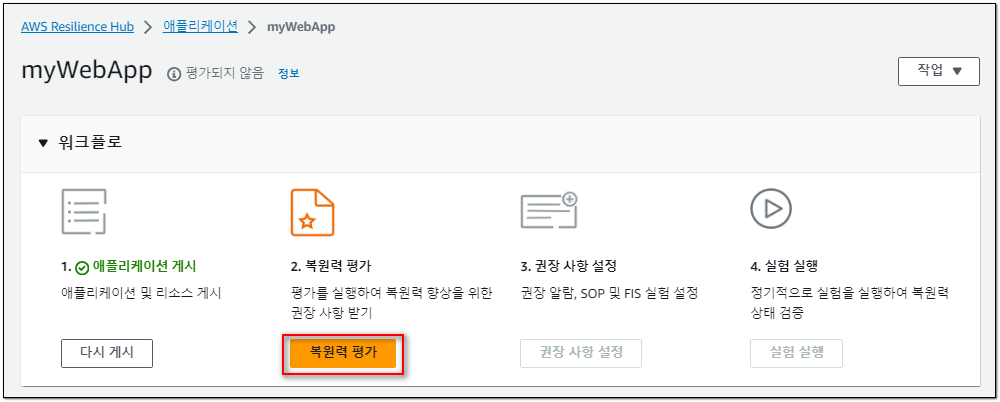 AWS Resilience Hub > 애플리케이션 > myWebApp
myWebApp 평가되지 않음 정보
작업 ▼
▼ 워크플로
1. 애플리케이션 게시
애플리케이션 및 리소스 게시
다시 게시
2. 복원력 평가
평가를 실행하여 복원력 향상을 위한
권장 사항 받기
복원력 평가
3. 권장 사항 설정
권장 알람, SOP 및 FIS 실험 설정
권장 사항 설정
4. 실험 실행
정기적으로 실험을 실행하여 복원력
상태 검증
실험 실행